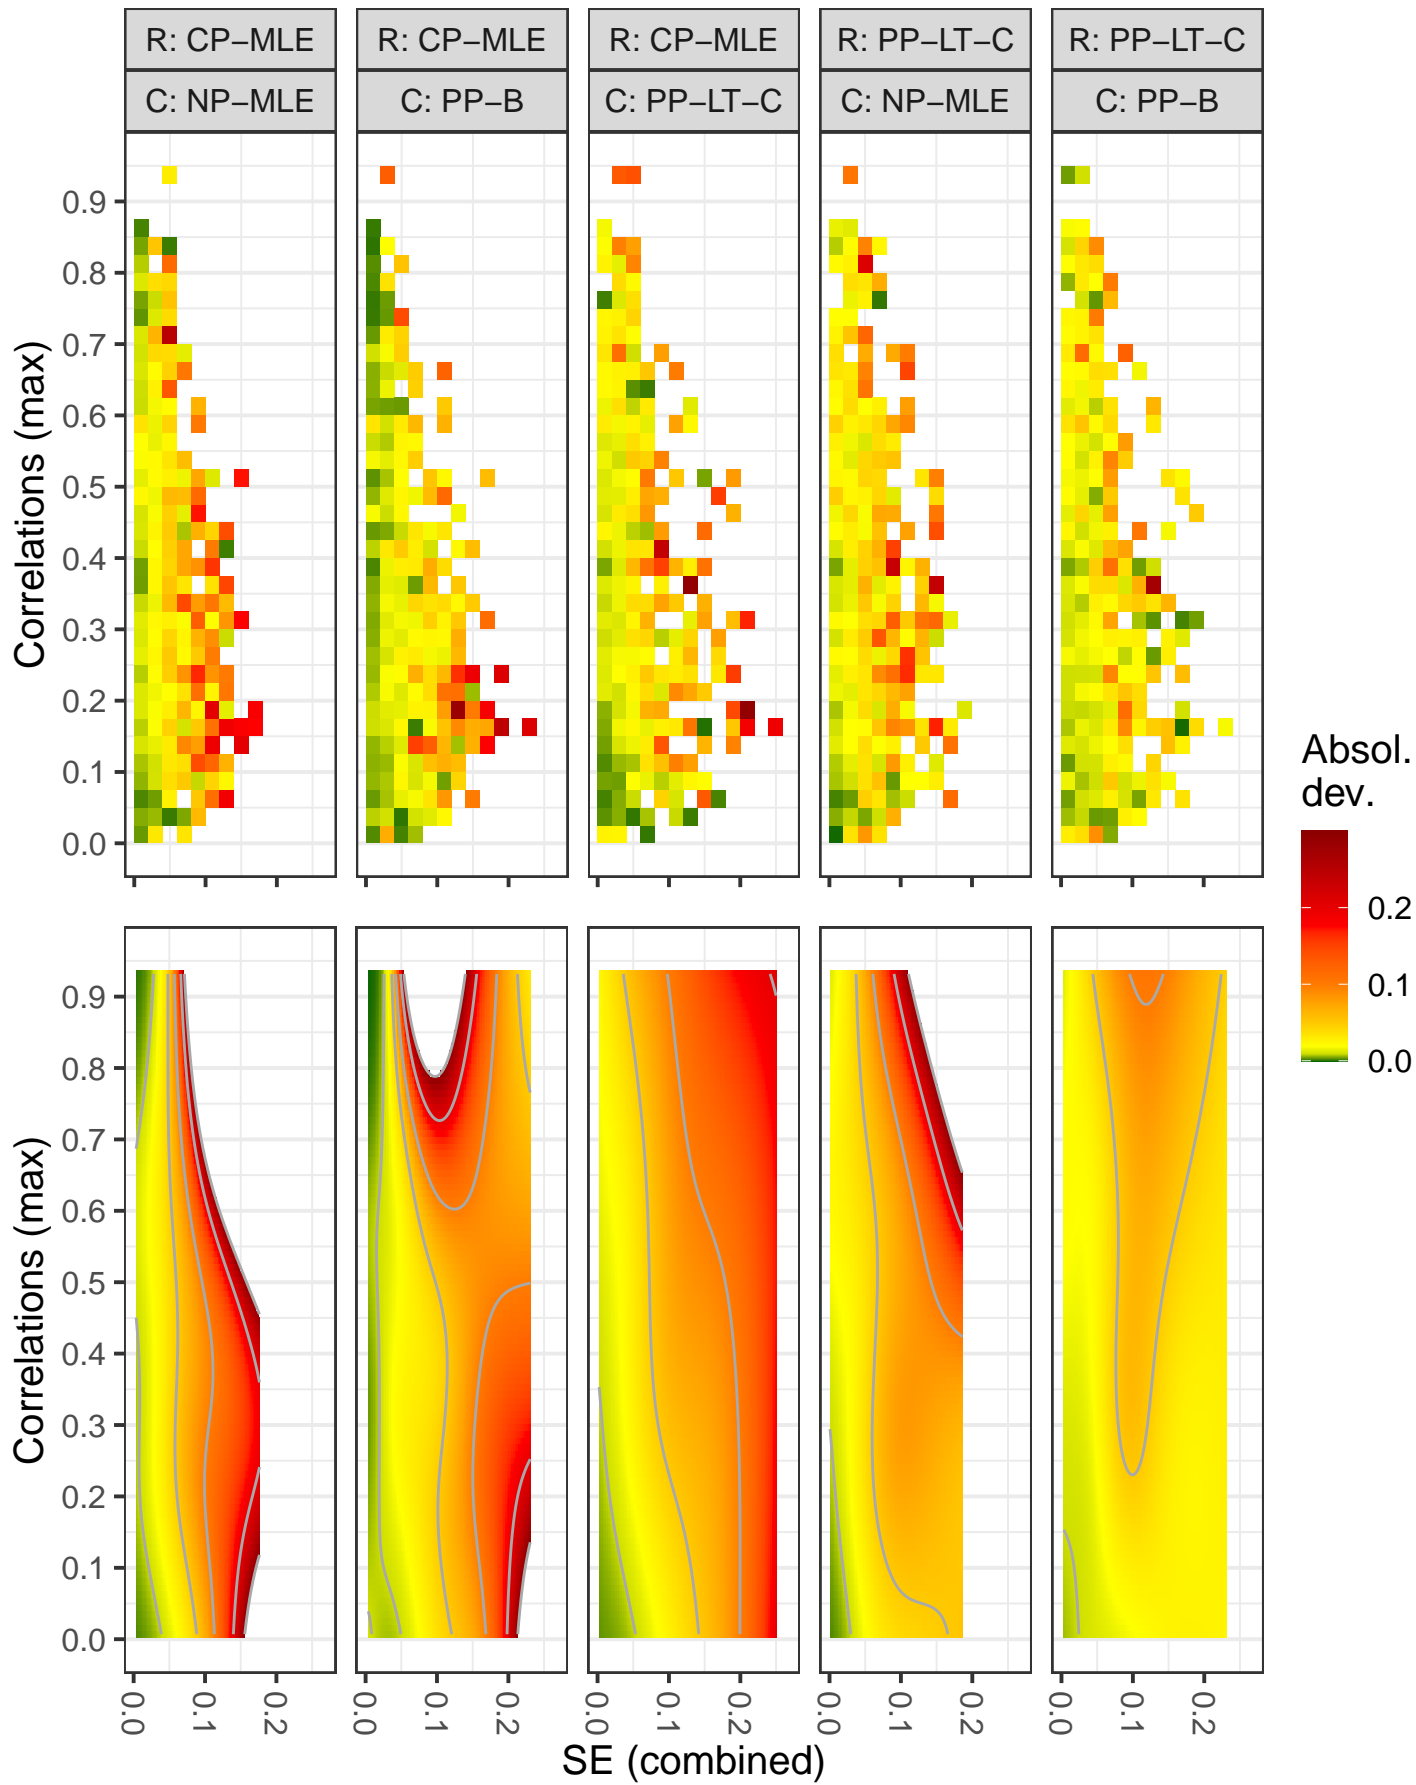 R: CP−MLE R: CP−MLE R: CP−MLE R: PP−LT−C R: PP−LT−C
C: NP−MLE C: PP−B C: PP−LT−C C: NP−MLE C: PP−B
Correlations (max)
0.9
0.8
0.7
0.6
0.5
0.4
0.3
0.2
0.1
0.0
Absol.
dev.
0.2
0.1
0.0
Correlations (max)
0.9
0.8
0.7
0.6
0.5
0.4
0.3
0.2
0.1
0.0
0.0 0.1 0.2 0.0 0.1 0.2 0.0 0.1 0.2 0.0 0.1 0.2 0.0 0.1 0.2
SE (combined)